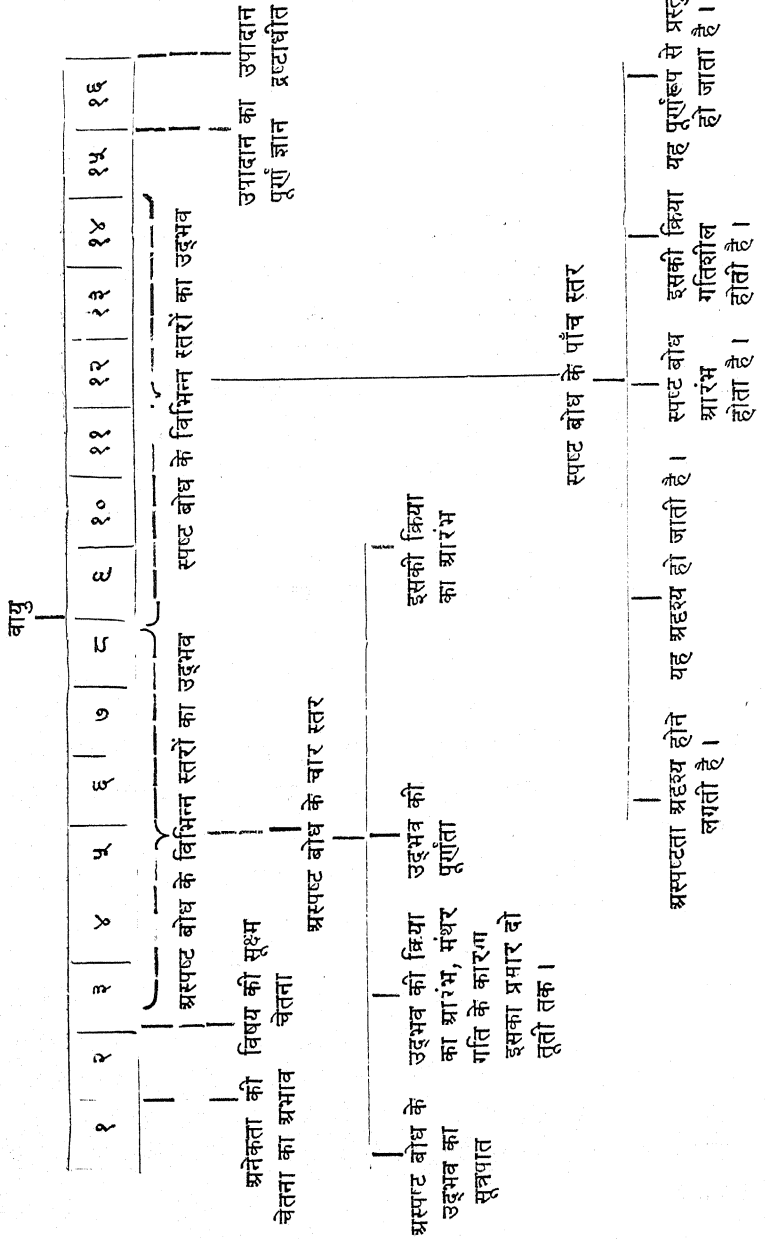 वायु
१ | २ | ३ | ४ | ५ | ६ | ७ | ८ | ६ | १० | ११ | १२ | १३ | १४ | १५ | १६
अनेकता की
चेतना का अभाव
विषय की सूक्ष्म
चेतना
अस्पष्ट बोध के विभिन्न स्तरों का उद्भव
स्पष्ट बोध के विभिन्न स्तरों का उद्भव
उपादान का
पूर्ण ज्ञान
उपादान
द्रष्टाधीत
अस्पष्ट बोध के चार स्तर
अस्पष्ट बोध के
उद्भव का
सूत्रपात
उद्भव की क्रिया
का प्रारंभ, मंथर
गति के कारण
इसका प्रसार दो
तूती तक ।
उद्भव की
पूर्णता
इसकी क्रिया
का प्रारंभ
स्पष्ट बोध के पाँच स्तर
अस्पष्टता अदृश्य होने
लगती है ।
यह अदृश्य हो जाती है ।
स्पष्ट बोध
प्रारंभ
होता है ।
इसकी क्रिया
गतिशील
होती है ।
यह पूर्णरूप से
हो जाता है ।